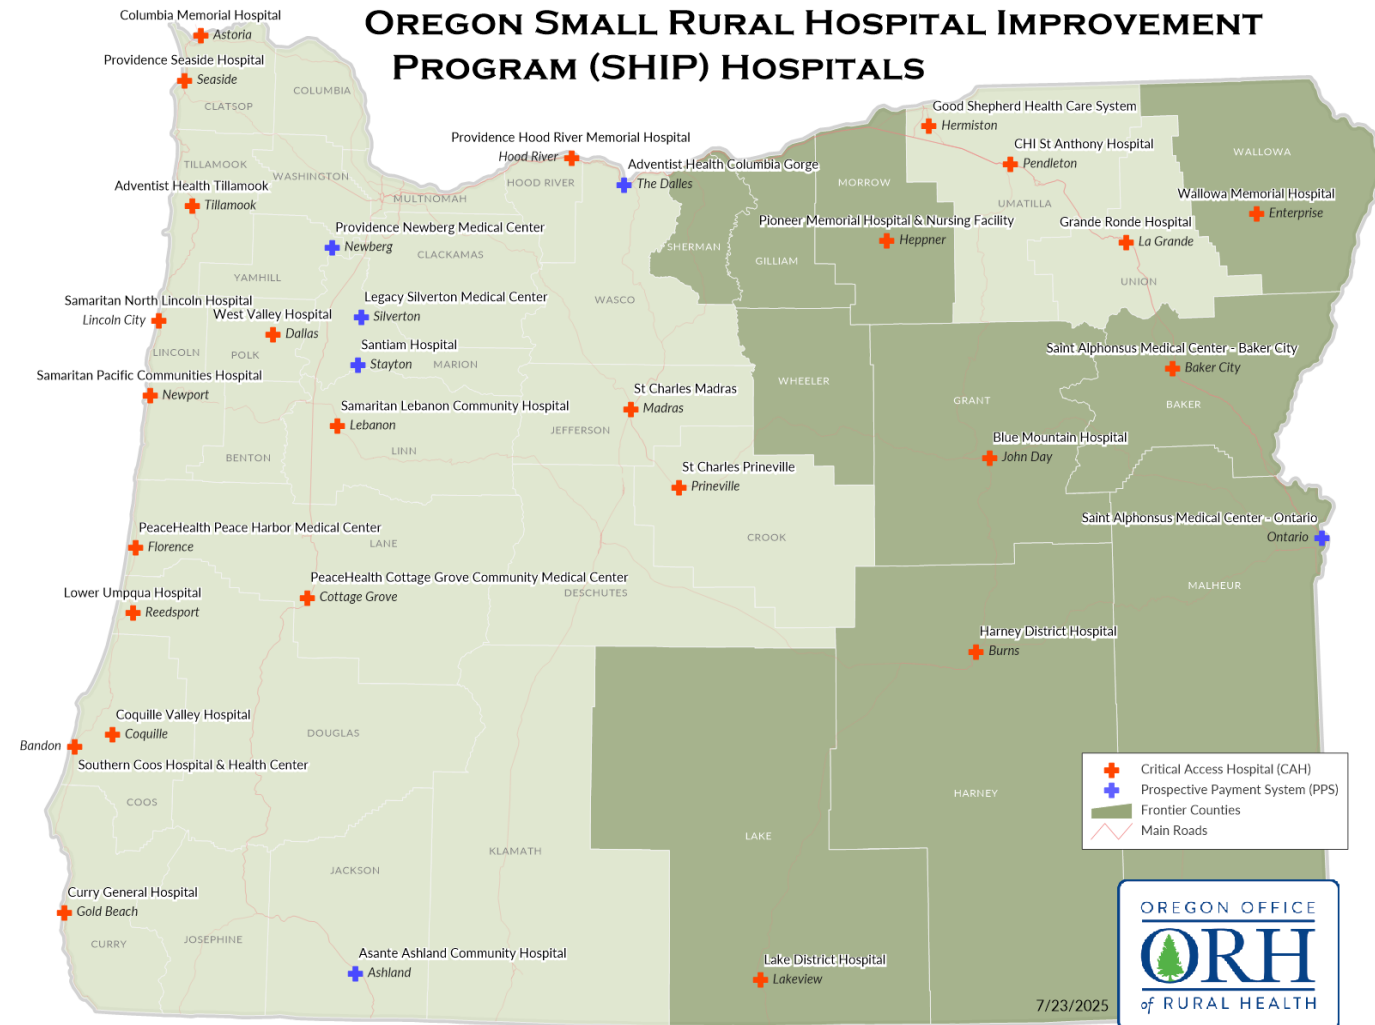 OREGON SMALL RURAL HOSPITAL IMPROVEMENT
PROGRAM (SHIP) HOSPITALS
Columbia Memorial Hospital
Astoria
Providence Seaside Hospital
Seaside
CLATSOP
COLUMBIA
Good Shepherd Health Care System
Hermiston
Providence Hood River Memorial Hospital
Hood River
CHI St Anthony Hospital
Pendleton
WALLOWA
TILLAMOOK
WASHINGTON
HOOD RIVER
Adventist Health Columbia Gorge
The Dalles
MORROW
Adventist Health Tillamook
Tillamook
MULTNOMAH
UMATILLA
Wallowa Memorial Hospital
Enterprise
Providence Newberg Medical Center
Newberg
CLACKAMAS
SHERMAN
GILLIAM
Pioneer Memorial Hospital & Nursing Facility
Heppner
Grande Ronde Hospital
La Grande
YAMHILL
UNION
Samaritan North Lincoln Hospital
Lincoln City
West Valley Hospital
Dallas
Legacy Silverton Medical Center
Silverton
WASCO
LINCOLN
POLK
Santiam Hospital
Stayton
MARION
Saint Alphonsus Medical Center - Baker City
Baker City
Samaritan Pacific Communities Hospital
Newport
St Charles Madras
Madras
WHEELER
GRANT
BAKER
Samaritan Lebanon Community Hospital
Lebanon
JEFFERSON
BENTON
LINN
Blue Mountain Hospital
John Day
St Charles Prineville
Prineville
PeaceHealth Peace Harbor Medical Center
Florence
LANE
CROOK
Saint Alphonsus Medical Center - Ontario
Ontario
Lower Umpqua Hospital
Reedsport
PeaceHealth Cottage Grove Community Medical Center
Cottage Grove
DESCHUTES
MALHEUR
Harney District Hospital
Burns
Coquille Valley Hospital
Coquille
Bandon
Southern Coos Hospital & Health Center
DOUGLAS
COOS
HARNEY
LAKE
KLAMATH
JACKSON
Critical Access Hospital (CAH)
Prospective Payment System (PPS)
Frontier Counties
Main Roads
Curry General Hospital
Gold Beach
CURRY
JOSEPHINE
Asante Ashland Community Hospital
Ashland
Lake District Hospital
Lakeview
7/23/2025
OREGON OFFICE
ORH
of RURAL HEALTH